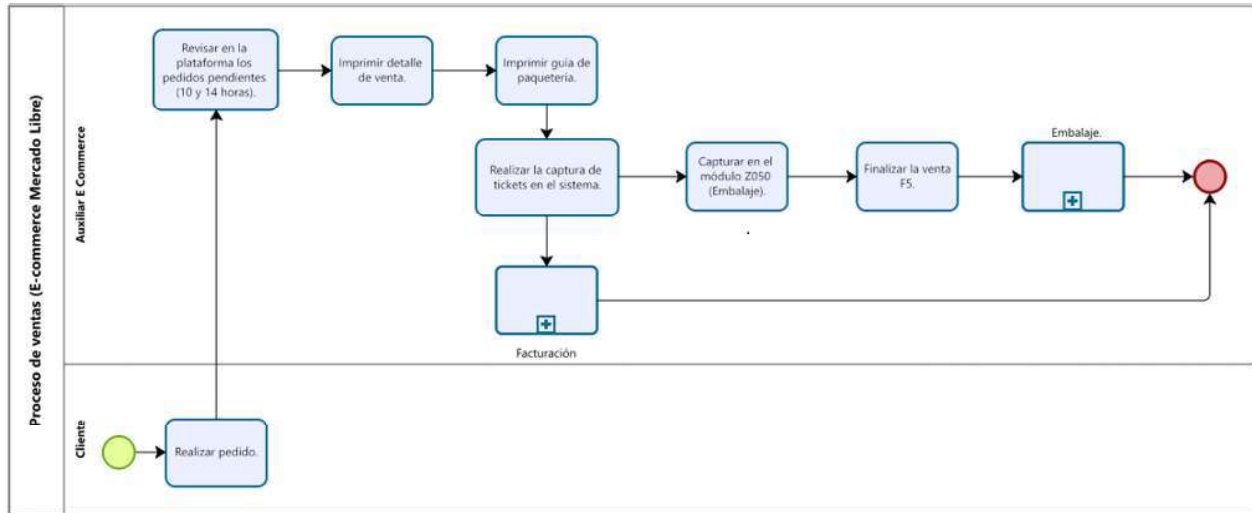 Proceso de ventas (E-commerce Mercado Libre)
Auxiliar E Commerce
Revisar en la
plataforma los
pedidos pendientes
(10 y 14 horas).
Imprimir detalle
de venta.
Imprimir guia de
paquetería.
Realizar la captura de
tickets en el sistema.
Capturar en el
módulo Z050
(Embalaje).
Finalizar la venta
F5.
Embalaje.
Facturación
Cliente
Realizar pedido.